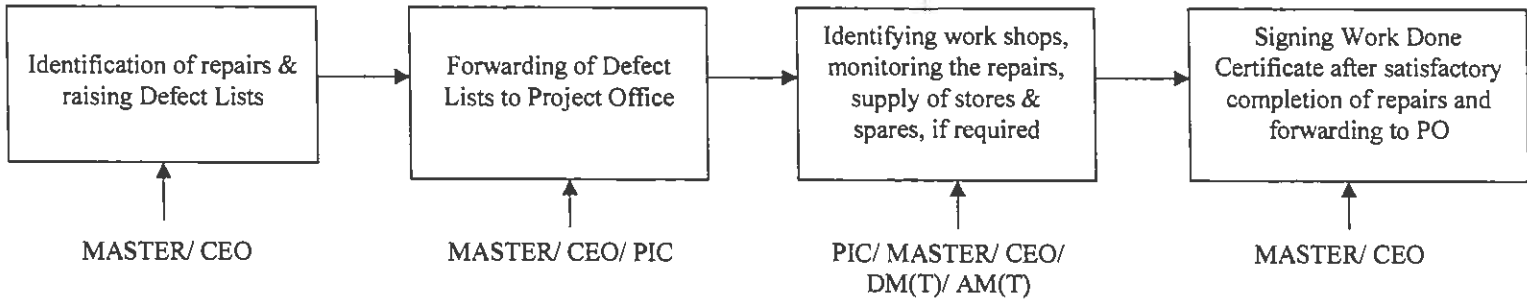 Identification of repairs &
raising Defect Lists
Forwarding of Defect
Lists to Project Office
Identifying work shops,
monitoring the repairs,
supply of stores &
spares, if required
Signing Work Done
Certificate after satisfactory
completion of repairs and
forwarding to PO
MASTER/ CEO
MASTER/ CEO/ PIC
PIC/ MASTER/ CEO/
DM(T)/ AM(T)
MASTER/ CEO